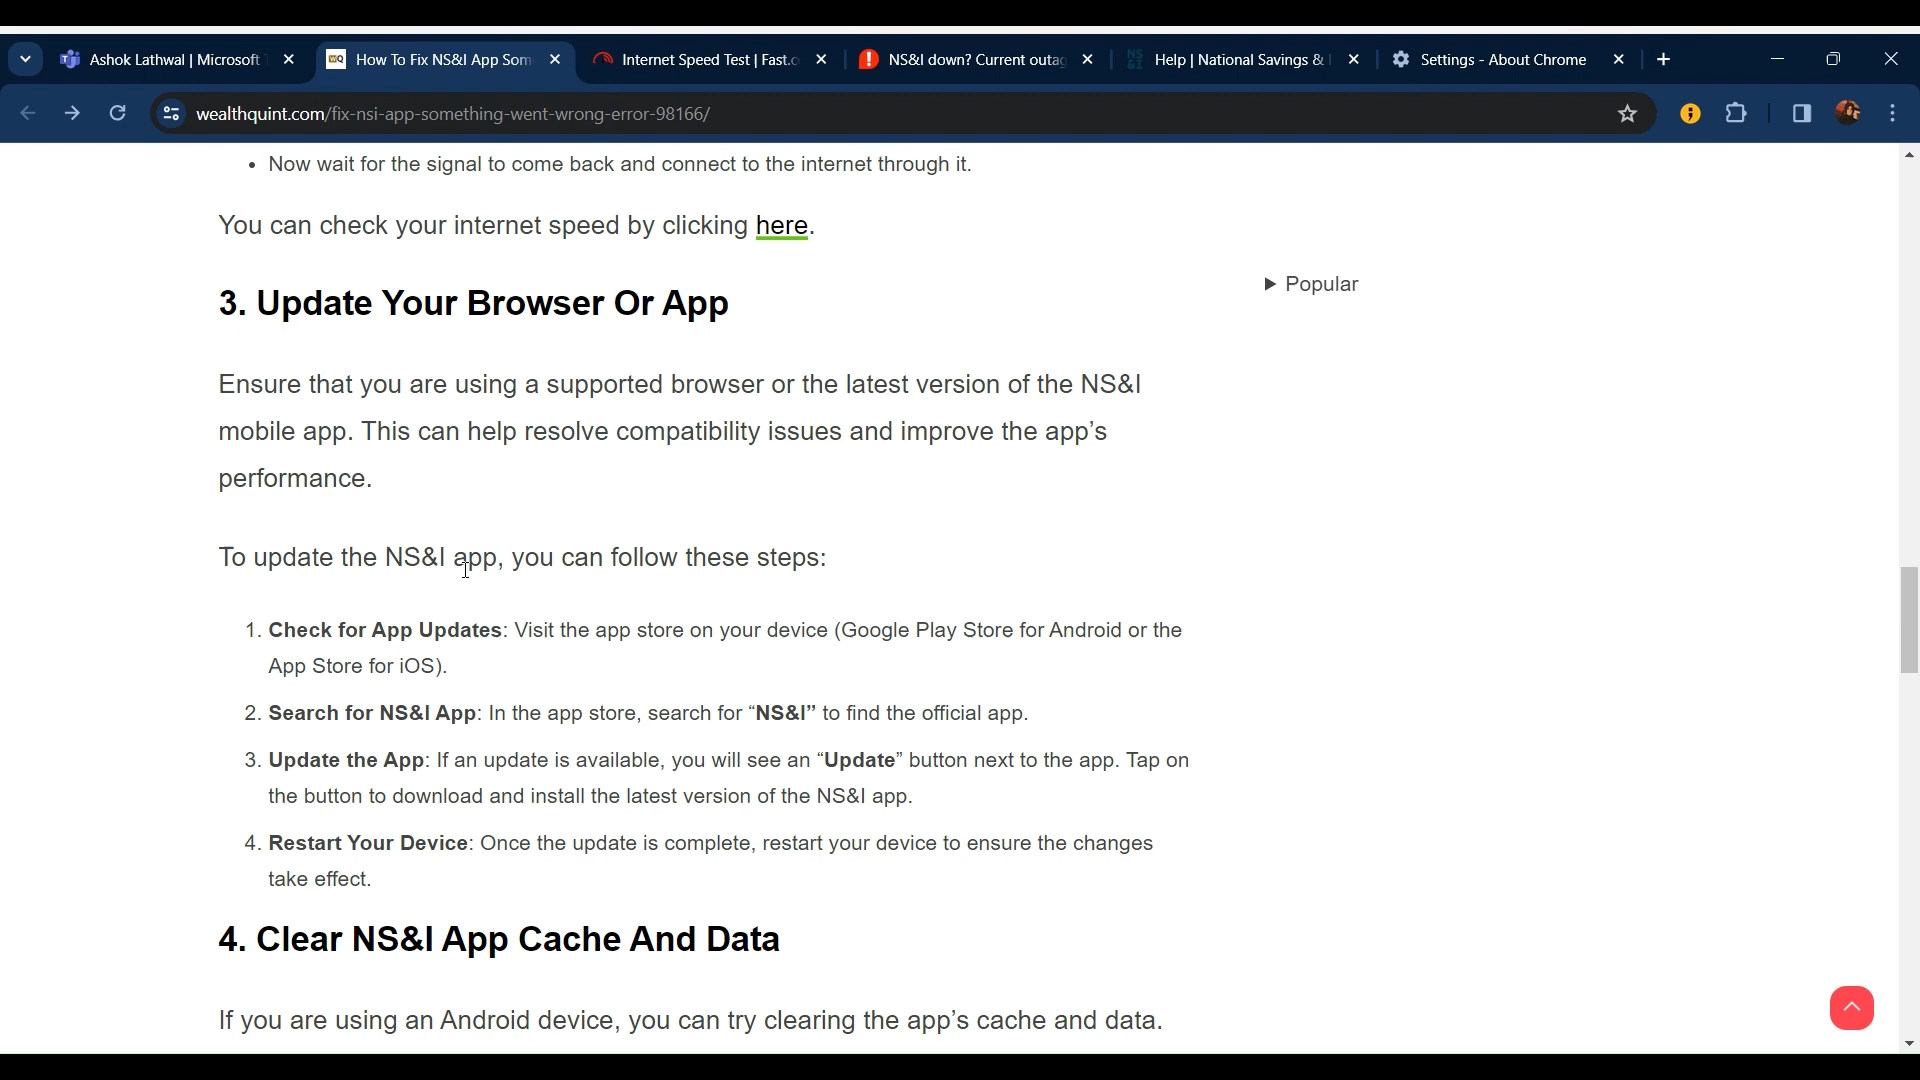 Ashok Lathwal | Microsoft
How To Fix NS&I App Som
Internet Speed Test | Fast.c
NS&I down? Current outag
Help | National Savings &
Settings - About Chrome
wealthquint.com/fix-nsi-app-something-went-wrong-error-98166/
• Now wait for the signal to come back and connect to the internet through it.
You can check your internet speed by clicking here.
Popular
3. Update Your Browser Or App
Ensure that you are using a supported browser or the latest version of the NS&I
mobile app. This can help resolve compatibility issues and improve the app’s
performance.
To update the NS&I app, you can follow these steps:
1. Check for App Updates: Visit the app store on your device (Google Play Store for Android or the
App Store for iOS).
2. Search for NS&I App: In the app store, search for “NS&I” to find the official app.
3. Update the App: If an update is available, you will see an “Update” button next to the app. Tap on
the button to download and install the latest version of the NS&I app.
4. Restart Your Device: Once the update is complete, restart your device to ensure the changes
take effect.
4. Clear NS&I App Cache And Data
If you are using an Android device, you can try clearing the app’s cache and data.